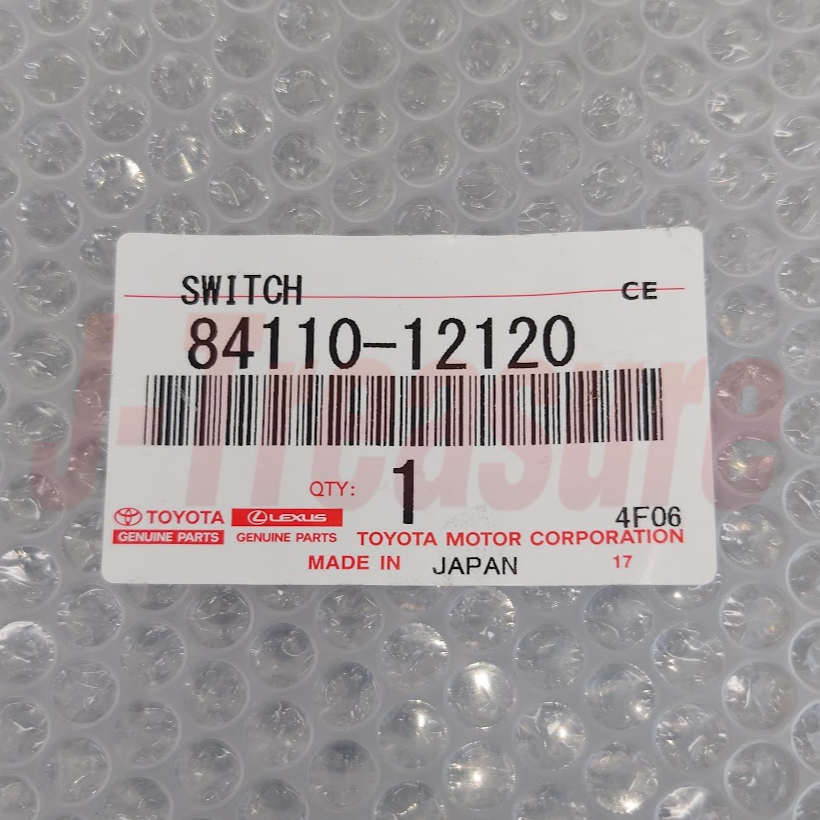 SWITCH CE
84110-12120
QTY: 1
TOYOTA LEXUS 4F06
GENUINE PARTS GENUINE PARTS TOYOTA MOTOR CORPORATION
MADE IN JAPAN 17
J-Treasure